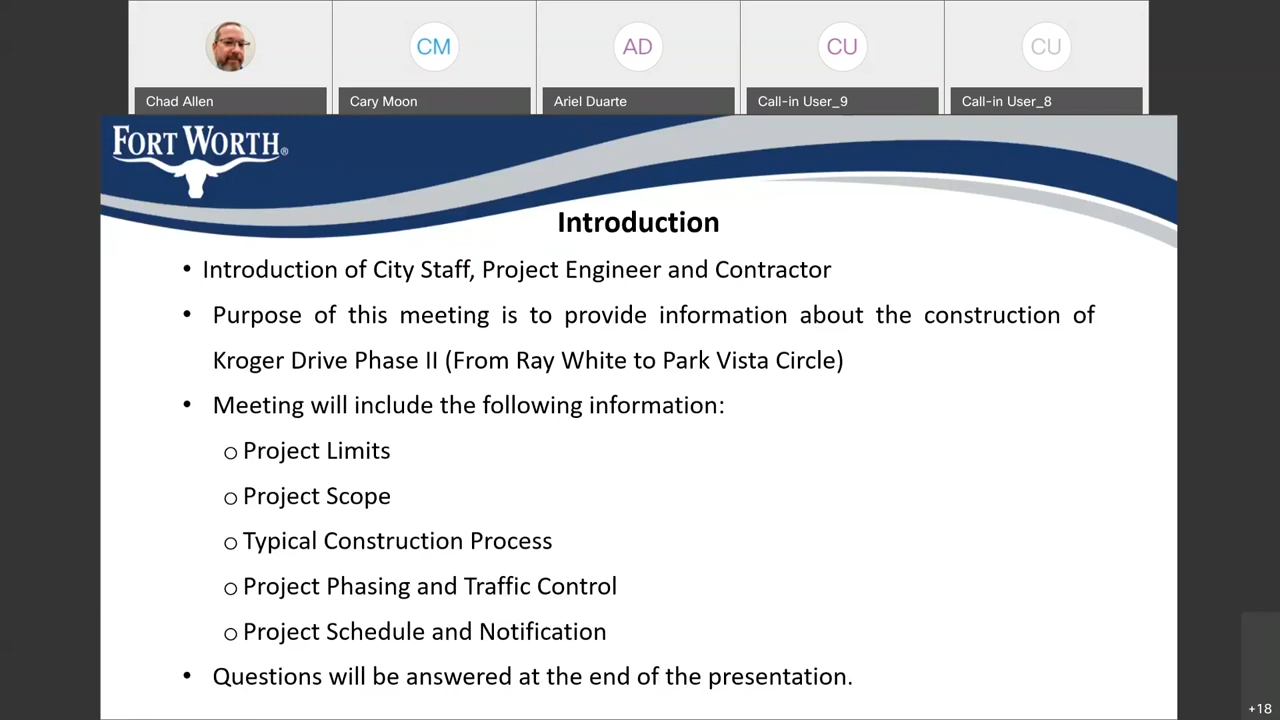 CM
AD
CU
CU
Chad Allen
Cary Moon
Ariel Duarte
Call-in User_9
Call-in User_8
FORT WORTH®
Introduction
• Introduction of City Staff, Project Engineer and Contractor
• Purpose of this meeting is to provide information about the construction of
Kroger Drive Phase II (From Ray White to Park Vista Circle)
• Meeting will include the following information:
o Project Limits
o Project Scope
o Typical Construction Process
o Project Phasing and Traffic Control
o Project Schedule and Notification
• Questions will be answered at the end of the presentation.
+18